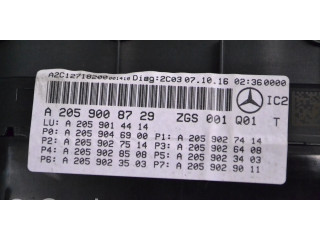 A2C12718200001418 Diag:2C03 07.10.16 02:360000
IC2
A 205 900 87 29 ZGS 001 Q01 T
LU: A 205 901 44 14
P0: A 205 904 69 00 P1: A 205 902 74 14
P2: A 205 902 75 14 P3: A 205 902 64 08
P4: A 205 902 85 08 P5: A 205 902 34 03
P6: A 205 902 35 03 P7: A 205 902 90 11